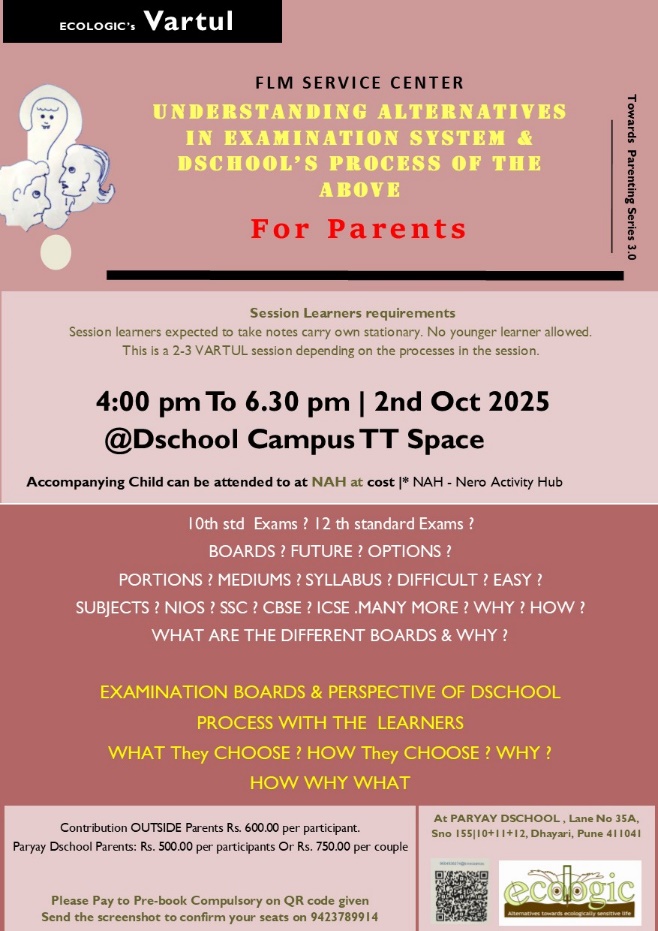 ECOLOGIC's Vartul
FLM SERVICE CENTER
UNDERSTANDING ALTERNATIVES
IN EXAMINATION SYSTEM &
DSCHOOL'S PROCESS OF THE
ABOVE
For Parents
Towards Parenting Series 3.0
Session Learners requirements
Session learners expected to take notes carry own stationary. No younger learner allowed.
This is a 2-3 VARTUL session depending on the processes in the session.
4:00 pm To 6.30 pm | 2nd Oct 2025
@Dschool Campus TT Space
Accompanying Child can be attended to at NAH at cost |* NAH - Nero Activity Hub
10th std Exams ? 12 th standard Exams ?
BOARDS ? FUTURE ? OPTIONS ?
PORTIONS ? MEDIUMS ? SYLLABUS ? DIFFICULT ? EASY ?
SUBJECTS ? NIOS ? SSC ? CBSE ? ICSE .MANY MORE ? WHY ? HOW ?
WHAT ARE THE DIFFERENT BOARDS & WHY ?
EXAMINATION BOARDS & PERSPECTIVE OF DSCHOOL
PROCESS WITH THE LEARNERS
WHAT They CHOOSE ? HOW They CHOOSE ? WHY ?
HOW WHY WHAT
Contribution OUTSIDE Parents Rs. 600.00 per participant.
Paryay Dschool Parents: Rs. 500.00 per participants Or Rs. 750.00 per couple
Please Pay to Pre-book Compulsory on QR code given
Send the screenshot to confirm your seats on 9423789914
At PARYAY DSCHOOL , Lane No 35A,
Sno 155|10+11+12, Dhayari, Pune 411041
ecologic
Alternatives towards ecologically sensitive life